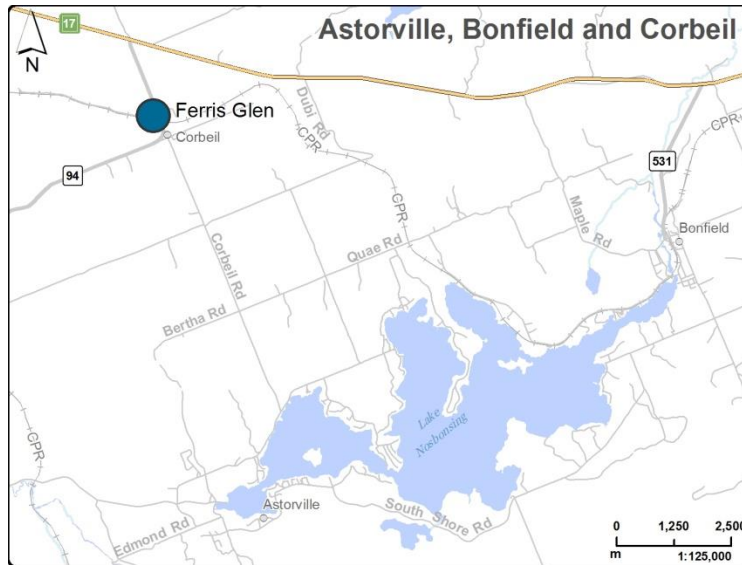 Astorville, Bonfield and Corbeil
17
N
Ferris Glen
Corbeil
Dubi Rd
CPR
CPR
94
531
Maple Rd
Bonfield
Corbeil Rd
CPR
Quae Rd
Bertha Rd
Lake
Nosbonsing
CPR
Astorville
South Shore Rd
Edmond Rd
0 1,250 2,500
m 1:125,000